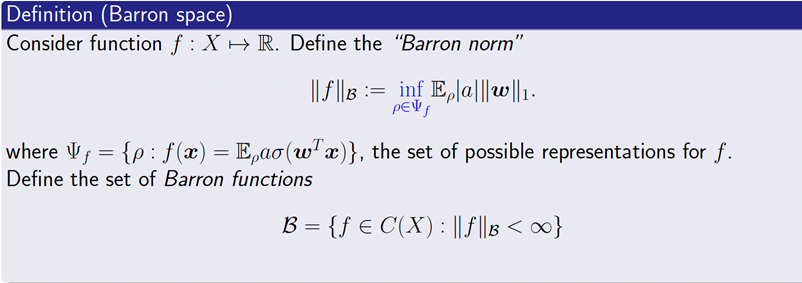 Definition (Barron space)
Consider function f : X ↦ ℝ. Define the “Barron norm”
‖f‖_𝓑 := inf_{ρ∈Ψ_f} 𝔼_ρ|a|‖w‖₁.
where Ψ_f = {ρ : f(x) = 𝔼_ρ aσ(w^T x)}, the set of possible representations for f.
Define the set of Barron functions
𝓑 = {f ∈ C(X) : ‖f‖_𝓑 < ∞}